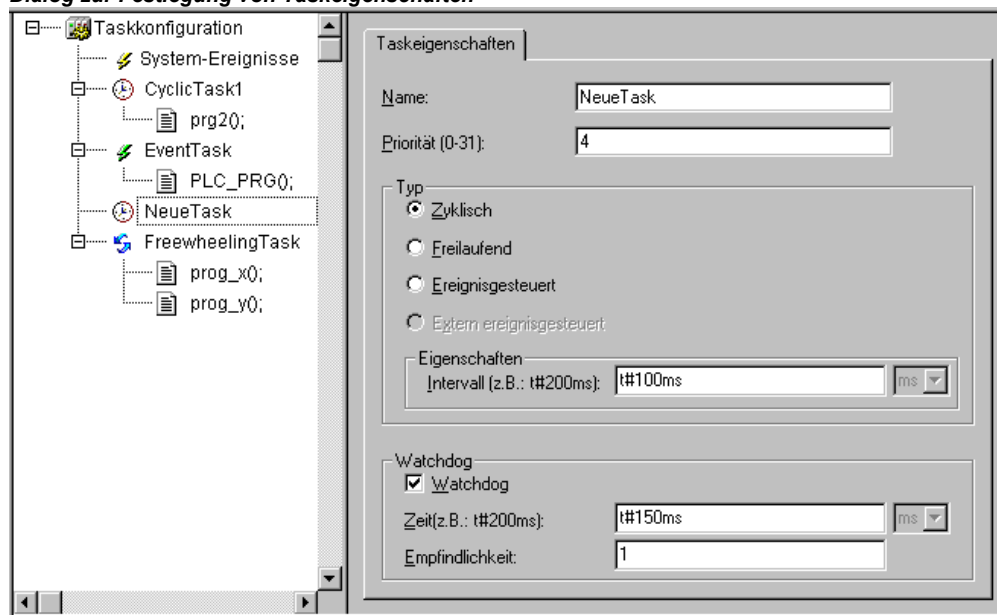 Dialog zur Festlegung von Taskeigenschaften
Taskkonfiguration
System-Ereignisse
CyclicTask1
prg2();
EventTask
PLC_PRG();
NeueTask
FreewheelingTask
prog_x();
prog_y();
Taskeigenschaften
Name: NeueTask
Priorität (0-31): 4
Typ
Zyklisch
Freilaufend
Ereignisgesteuert
Extern ereignisgesteuert
Eigenschaften
Intervall (z.B.: t#200ms): t#100ms ms
Watchdog
Watchdog
Zeit(z.B.: t#200ms): t#150ms ms
Empfindlichkeit: 1